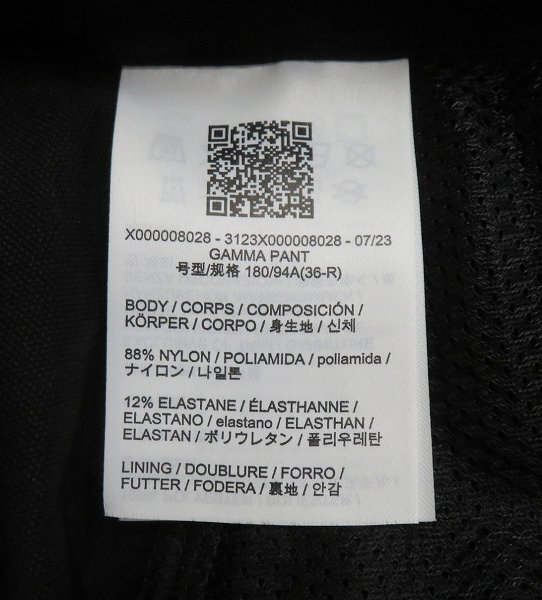 X000008028 - 3123X000008028 - 07/23
GAMMA PANT
号型/规格 180/94A(36-R)
BODY / CORPS / COMPOSICIÓN /
KÖRPER / CORPO / 身生地 / 신체
88% NYLON / POLIAMIDA / poliamida /
ナイロン / 나일론
12% ELASTANE / ÉLASTHANNE /
ELASTANO / elastano / ELASTHAN /
ELASTAN / ポリウレタン / 폴리우레탄
LINING / DOUBLURE / FORRO /
FUTTER / FODERA / 裏地 / 안감